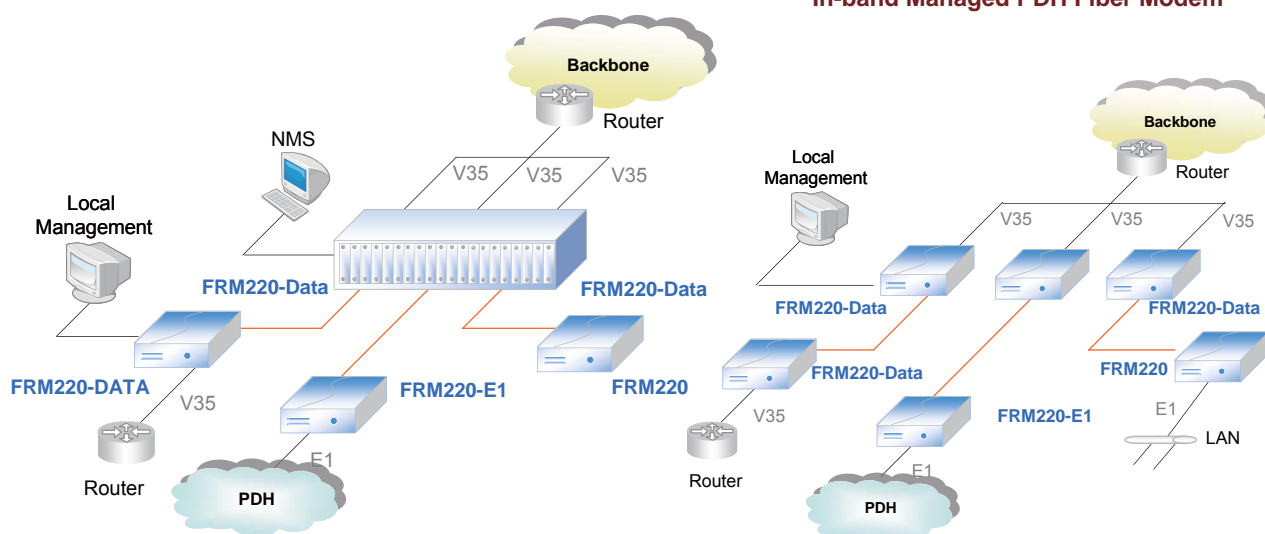 In-band Managed PDH Fiber Modem
Backbone
Router
NMS
V35
V35
V35
Local
Management
FRM220-Data
FRM220-Data
FRM220-DATA
FRM220-E1
FRM220
V35
Router
E1
PDH
Backbone
Router
Local
Management
V35
V35
V35
FRM220-Data
FRM220-Data
FRM220-Data
FRM220
V35
FRM220-E1
E1
LAN
Router
E1
PDH